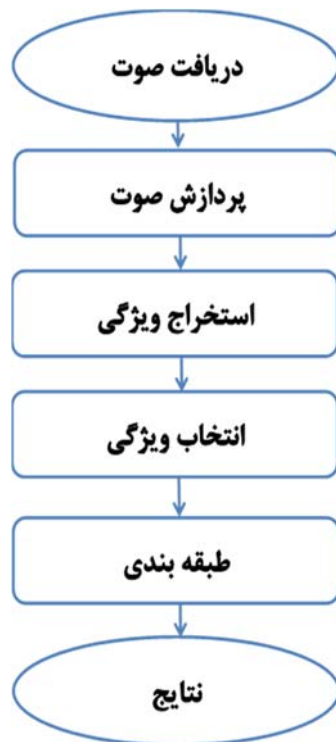 دریافت صوت
پردازش صوت
استخراج ویژگی
انتخاب ویژگی
طبقه بندی
نتایج